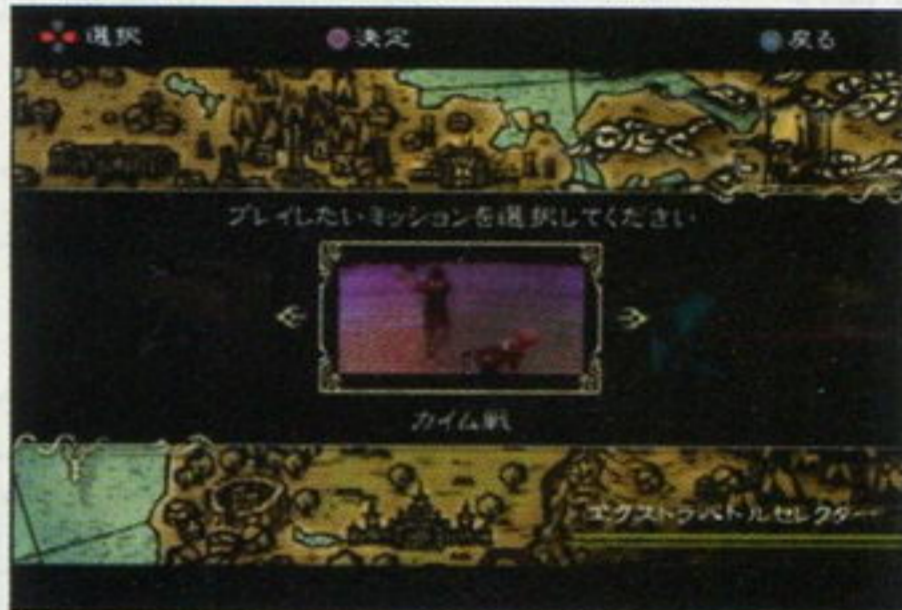 選択
決定
戻る
プレイしたいミッションを選択してください
カイム戦
エクストラバトルセレクター